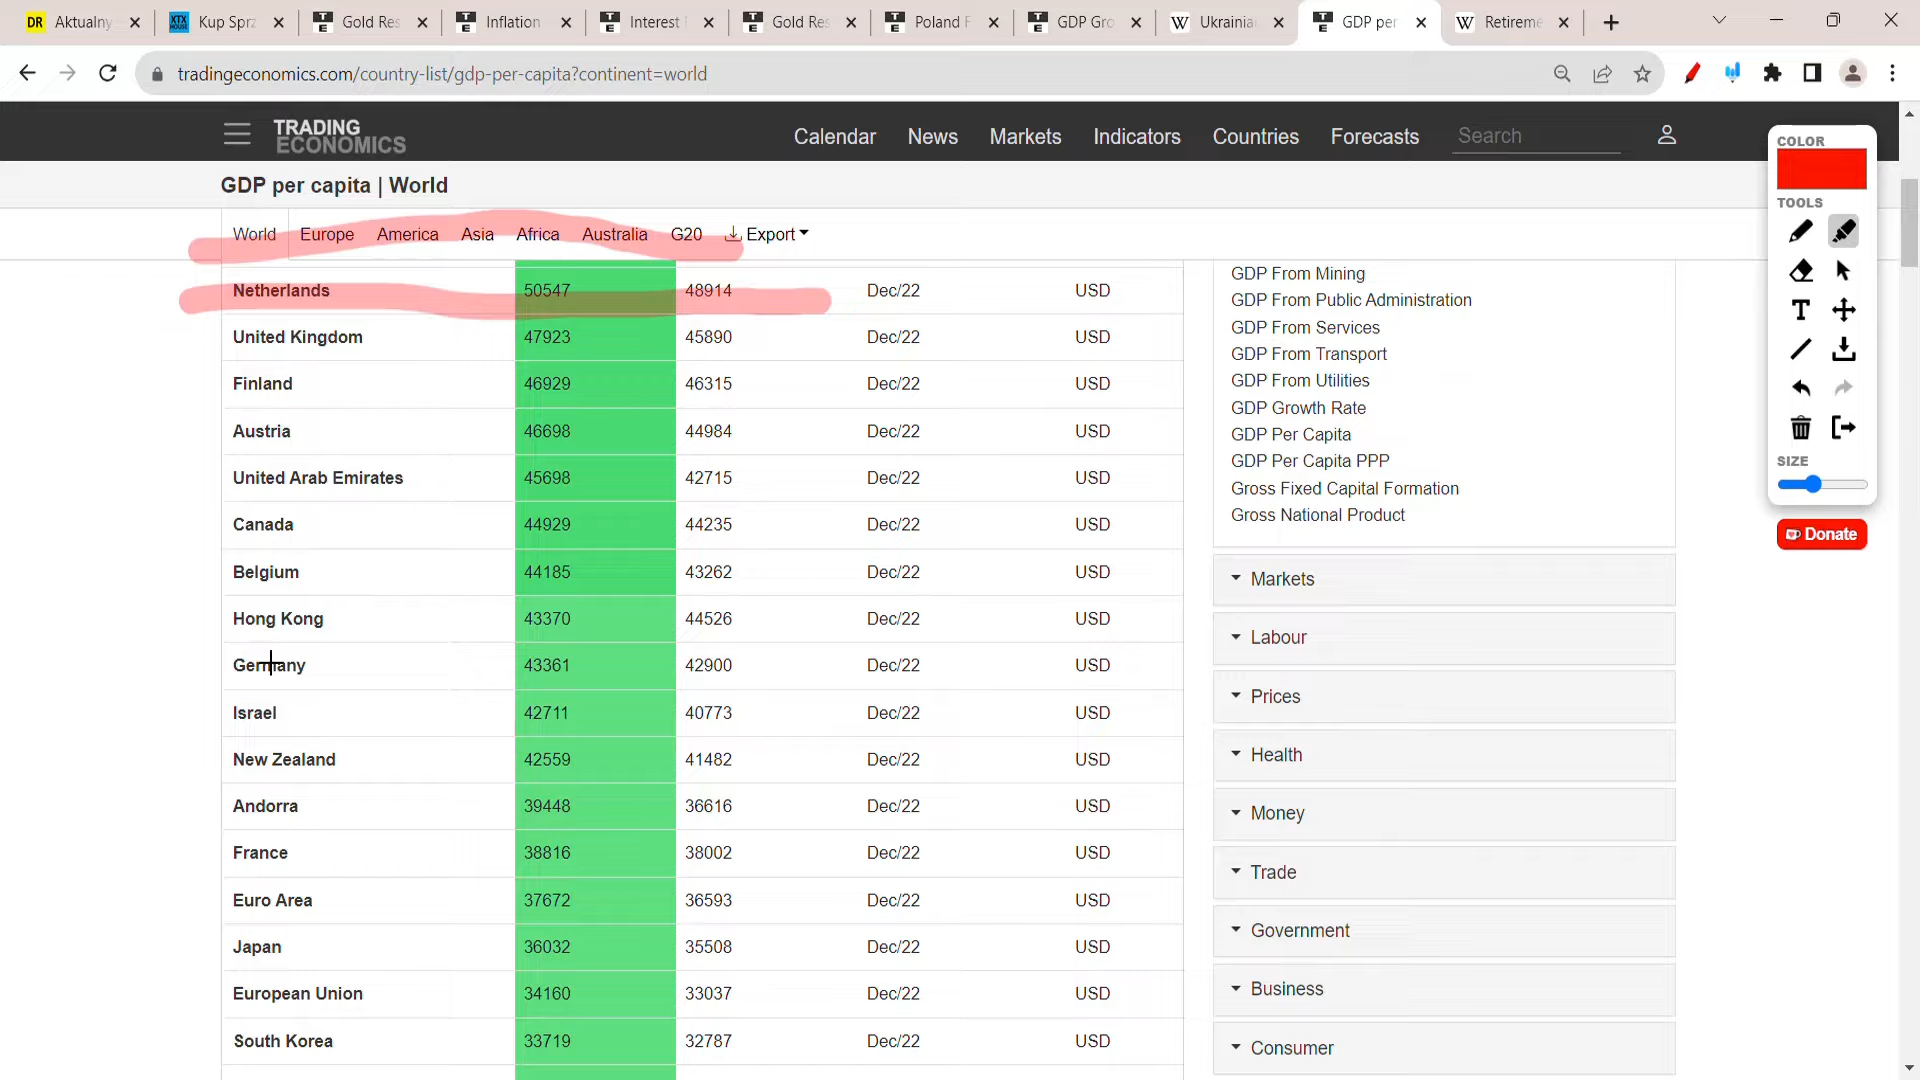 DR Aktualny
XTX HOUSE Kup Sprz
TE Gold Res
TE Inflation
TE Interest
TE Gold Res
TE Poland F
TE GDP Gro
W Ukrainia
TE GDP per
W Retireme
tradingeconomics.com/country-list/gdp-per-capita?continent=world
TRADING
ECONOMICS
Calendar News Markets Indicators Countries Forecasts Search
GDP per capita | World
World Europe America Asia Africa Australia G20 Export
Netherlands 50547 48914 Dec/22 USD
United Kingdom 47923 45890 Dec/22 USD
Finland 46929 46315 Dec/22 USD
Austria 46698 44984 Dec/22 USD
United Arab Emirates 45698 42715 Dec/22 USD
Canada 44929 44235 Dec/22 USD
Belgium 44185 43262 Dec/22 USD
Hong Kong 43370 44526 Dec/22 USD
Germany 43361 42900 Dec/22 USD
Israel 42711 40773 Dec/22 USD
New Zealand 42559 41482 Dec/22 USD
Andorra 39448 36616 Dec/22 USD
France 38816 38002 Dec/22 USD
Euro Area 37672 36593 Dec/22 USD
Japan 36032 35508 Dec/22 USD
European Union 34160 33037 Dec/22 USD
South Korea 33719 32787 Dec/22 USD
GDP From Mining
GDP From Public Administration
GDP From Services
GDP From Transport
GDP From Utilities
GDP Growth Rate
GDP Per Capita
GDP Per Capita PPP
Gross Fixed Capital Formation
Gross National Product
Markets
Labour
Prices
Health
Money
Trade
Government
Business
Consumer
COLOR
TOOLS
T
SIZE
Donate